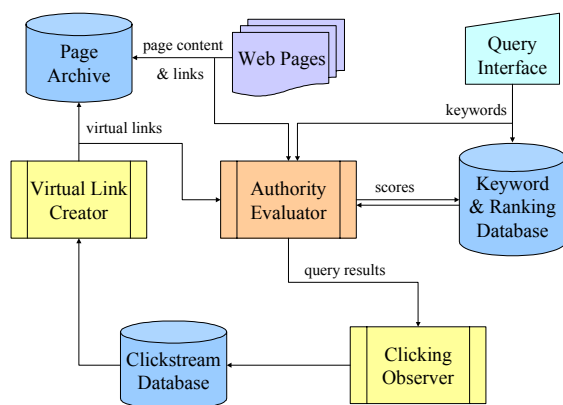 Page
Archive
page content
& links
Web Pages
Query
Interface
keywords
virtual links
Virtual Link
Creator
Authority
Evaluator
scores
Keyword
& Ranking
Database
query results
Clickstream
Database
Clicking
Observer